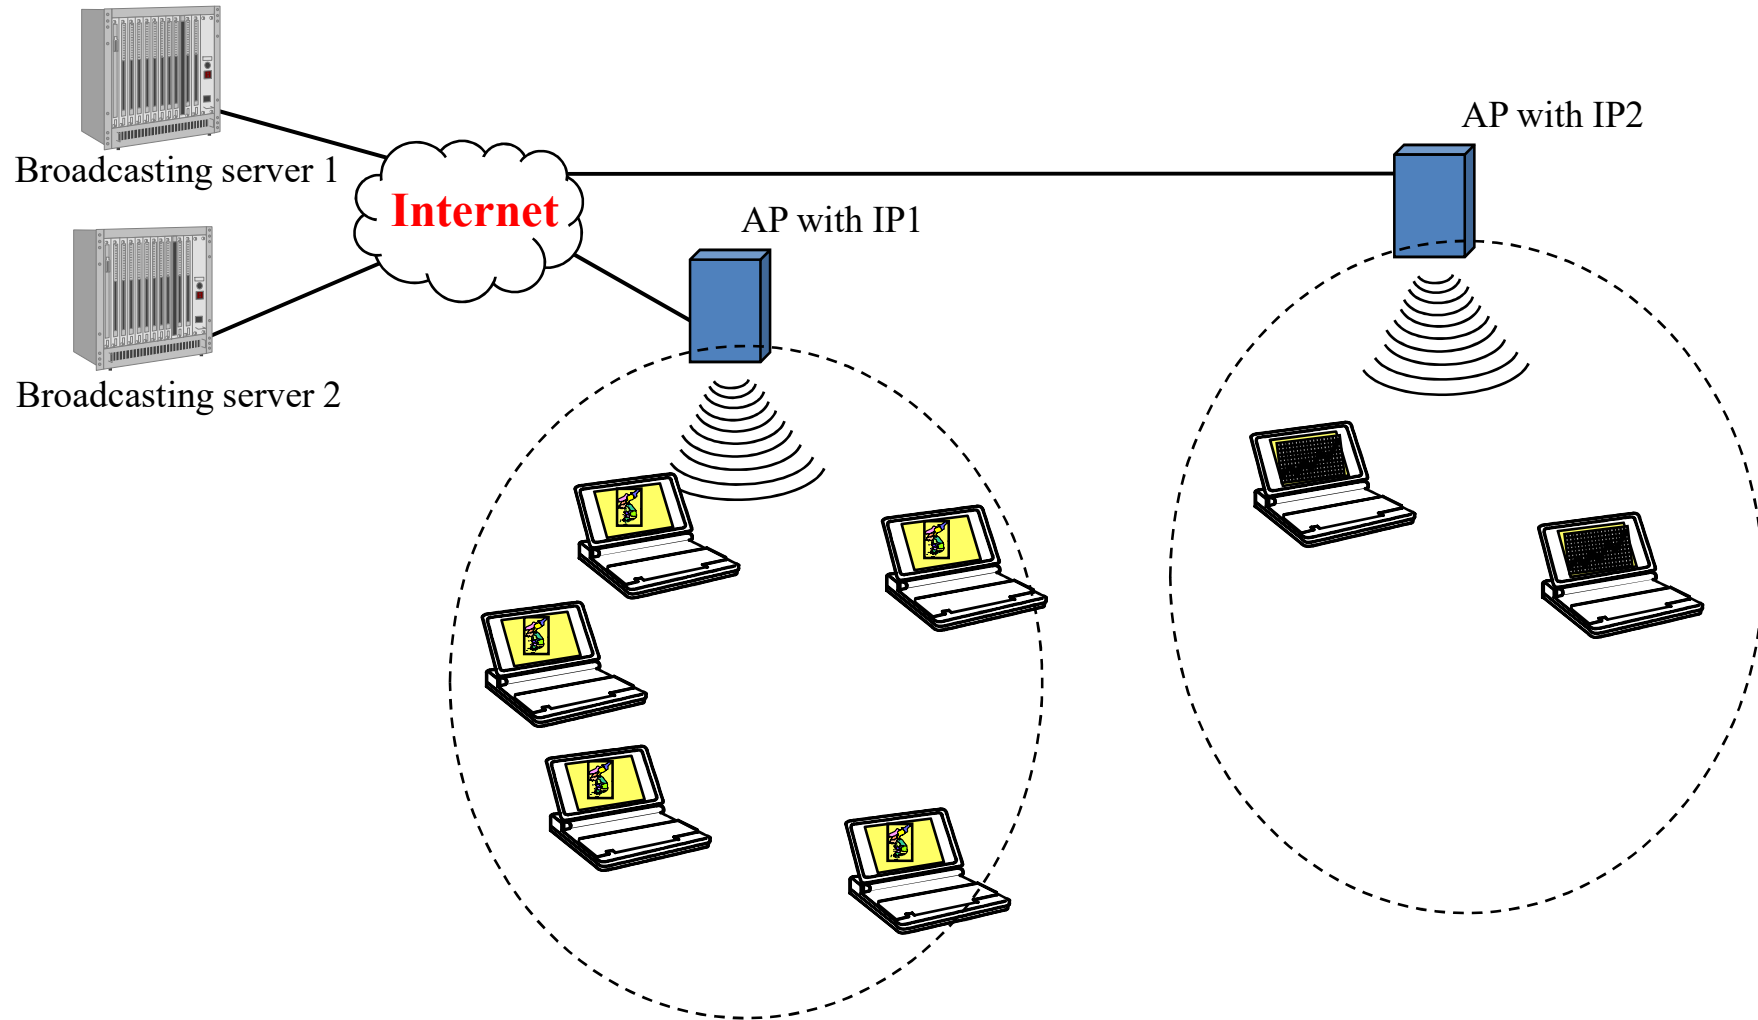 AP with IP2
Broadcasting server 1
Internet
AP with IP1
Broadcasting server 2